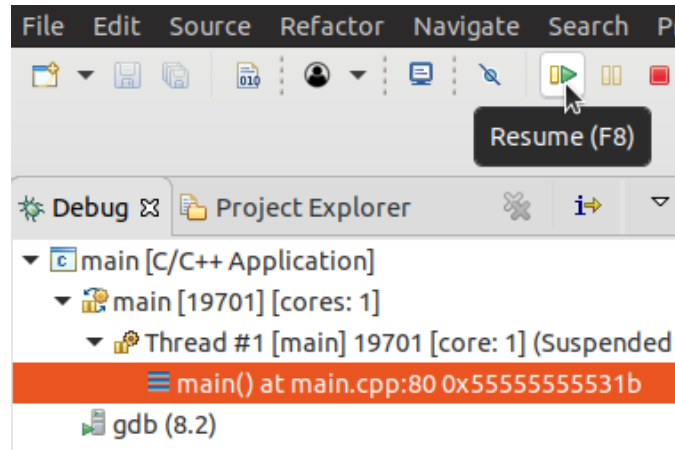 File Edit Source Refactor Navigate Search
010
Resume (F8)
Debug Project Explorer
i
c main [C/C++ Application]
main [19701] [cores: 1]
Thread #1 [main] 19701 [core: 1] (Suspended
main() at main.cpp:80 0x55555555531b
gdb (8.2)